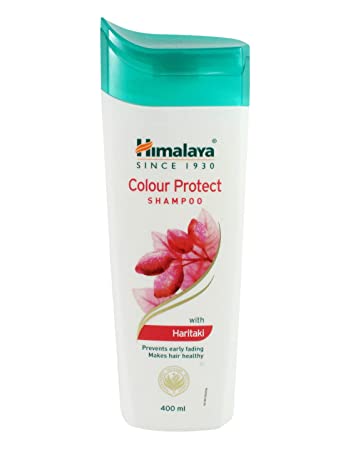 Himalaya®
SINCE 1930
Colour Protect
SHAMPOO
with
Haritaki
Prevents early fading
Makes hair healthy
400 ml